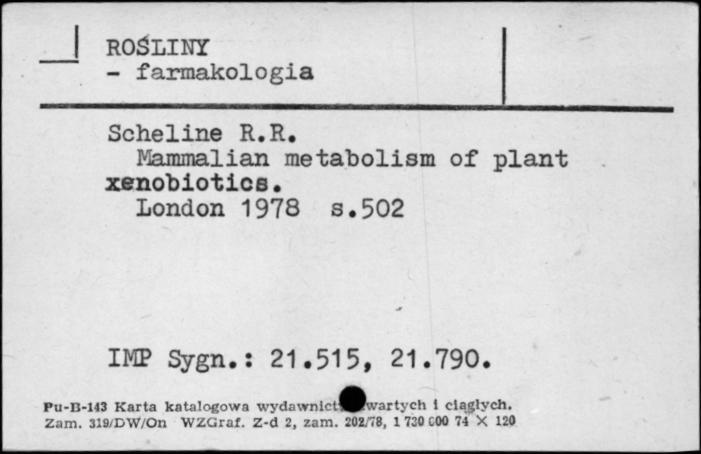 ROŚLINY
- farmakologia
Scheline R.R.
Mammalian metabolism of plant
xenobiotics.
London 1978 s.502
IMP Sygn.: 21.515, 21.790.
Pu-B-143 Karta katalogowa wydawnict wartych i ciągłych.
Zam. 319/DW/On WZGraf. Z-d 2, zam. 202/78, 1 730 000 74 X 120